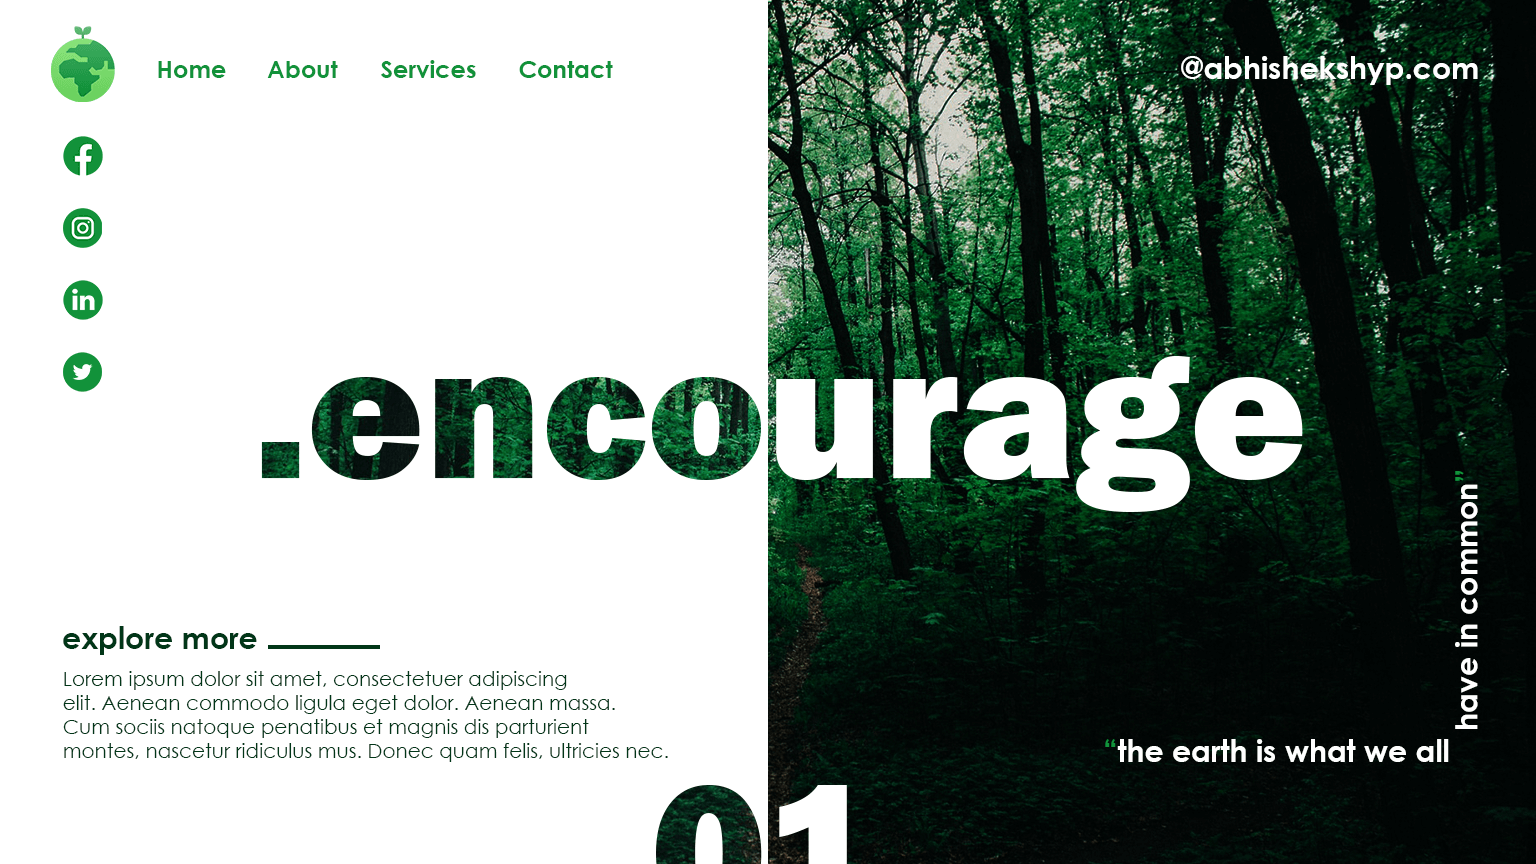 Home About Services Contact
@abhishekshyp.com
.encourage
explore more
Lorem ipsum dolor sit amet, consectetuer adipiscing
elit. Aenean commodo ligula eget dolor. Aenean massa.
Cum sociis natoque penatibus et magnis dis parturient
montes, nascetur ridiculus mus. Donec quam felis, ultricies nec.
“the earth is what we all
have in common”
01